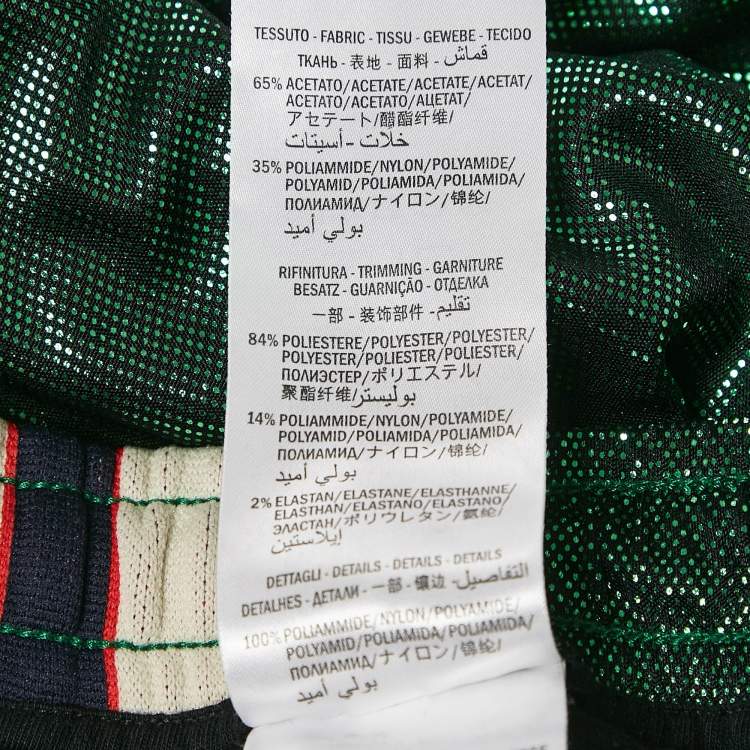 TESSUTO - FABRIC - TISSU - GEWEBE - TECIDO
ТКАНЬ - 表地 - 面料 - قماش
65% ACETATO/ACETATE/ACETATE/ACETAT/
ACETATO/ACETATO/АЦЕТАТ/
アセテート/醋酯纤维/
خلات - أسيتات
35% POLIAMMIDE/NYLON/POLYAMIDE/
POLYAMID/POLIAMIDA/POLIAMIDA/
ПОЛИАМИД/ナイロン/锦纶/
بولي أميد
RIFINITURA - TRIMMING - GARNITURE
BESATZ - GUARNIÇÃO - ОТДЕЛКА
一部 - 装饰部件 - تقليم
84% POLIESTERE/POLYESTER/POLYESTER/
POLYESTER/POLIESTER/POLIESTER/
ПОЛИЭСТЕР/ポリエステル/
聚酯纤维/بوليستر
14% POLIAMMIDE/NYLON/POLYAMIDE/
POLYAMID/POLIAMIDA/POLIAMIDA/
ПОЛИАМИД/ナイロン/锦纶/
بولي أميد
2% ELASTAN/ELASTANE/ELASTHANNE/
ELASTHAN/ELASTANO/ELASTANO/
ЭЛАСТАН/ポリウレタン/氨纶/
إيلاستين
DETTAGLI - DETAILS - DETAILS - DETAILS
DETALHES - ДЕТАЛИ - 一部 - 镶边 - التفاصيل
100% POLIAMMIDE/NYLON/POLYAMIDE/
POLYAMID/POLIAMIDA/POLIAMIDA/
ПОЛИАМИД/ナイロン/锦纶/
بولي أميد